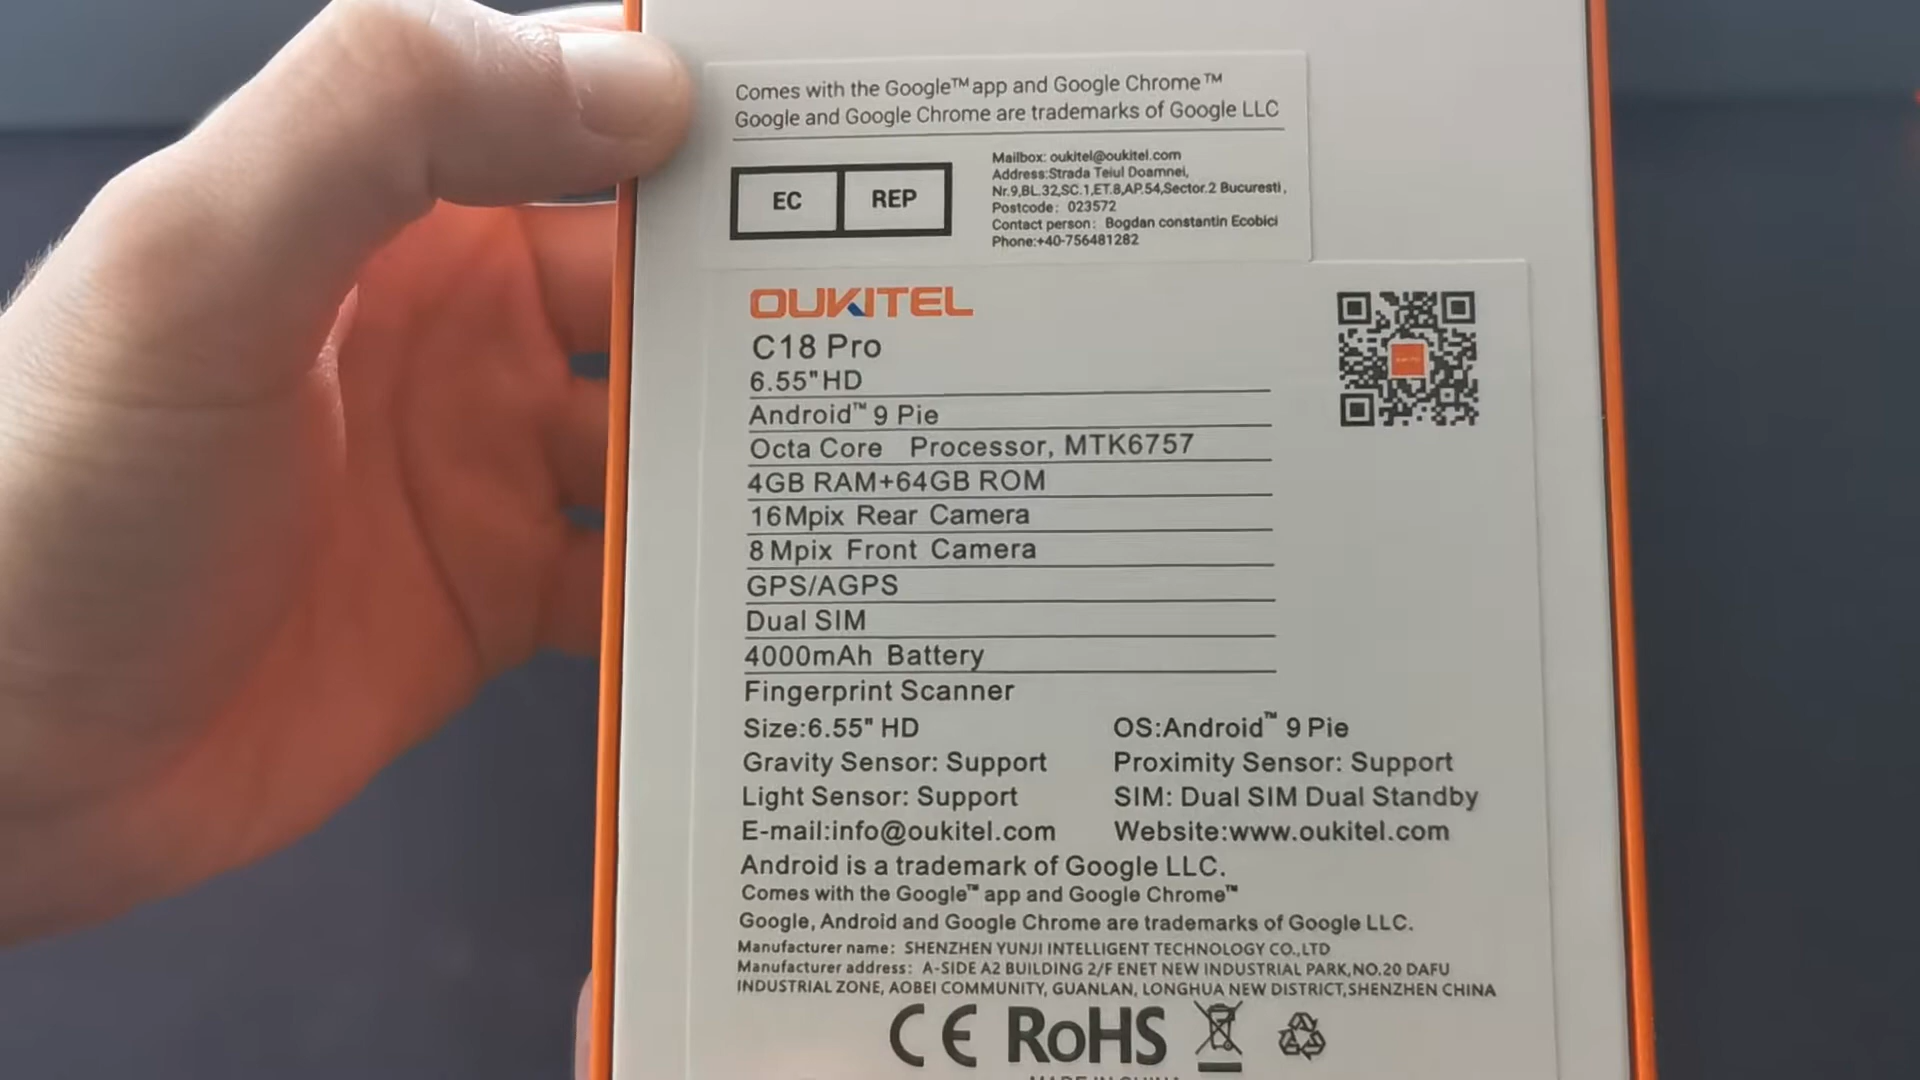 Comes with the Google™ app and Google Chrome™
Google and Google Chrome are trademarks of Google LLC
EC REP
Mailbox: oukitel@oukitel.com
Address:Strada Teiul Doamnei,
Nr.9,BL.32,SC.1,ET.8,AP.54,Sector.2 Bucuresti,
Postcode: 023572
Contact person: Bogdan constantin Ecobici
Phone:+40-756481282
OUKITEL
C18 Pro
6.55"HD
Android™ 9 Pie
Octa Core Processor, MTK6757
4GB RAM+64GB ROM
16Mpix Rear Camera
8Mpix Front Camera
GPS/AGPS
Dual SIM
4000mAh Battery
Fingerprint Scanner
Size:6.55" HD OS:Android™ 9 Pie
Gravity Sensor: Support Proximity Sensor: Support
Light Sensor: Support SIM: Dual SIM Dual Standby
E-mail:info@oukitel.com Website:www.oukitel.com
Android is a trademark of Google LLC.
Comes with the Google™ app and Google Chrome™
Google, Android and Google Chrome are trademarks of Google LLC.
Manufacturer name: SHENZHEN YUNJI INTELLIGENT TECHNOLOGY CO.,LTD
Manufacturer address: A-SIDE A2 BUILDING 2/F ENET NEW INDUSTRIAL PARK,NO.20 DAFU
INDUSTRIAL ZONE, AOBEI COMMUNITY, GUANLAN, LONGHUA NEW DISTRICT,SHENZHEN CHINA
CE RoHS
MADE IN CHINA